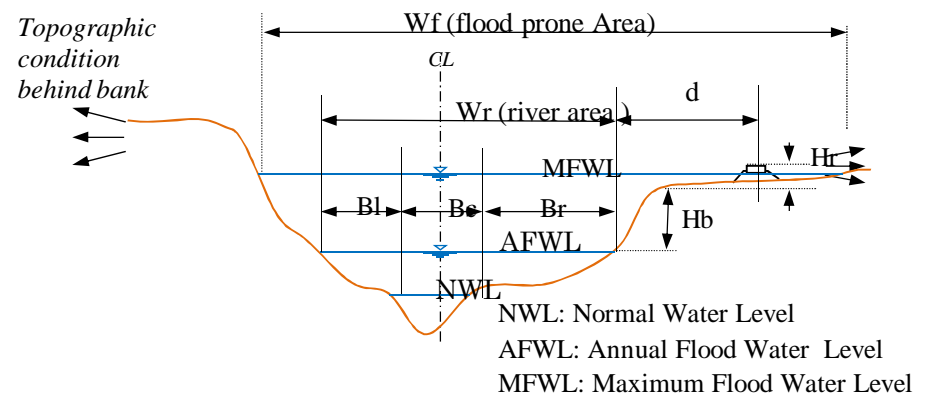 Wf (flood prone Area)
Topographic
condition
behind bank
CL
d
Wr (river area )
Hr
MFWL
Bl
Bc
Br
Hb
AFWL
NWL
NWL: Normal Water Level
AFWL: Annual Flood Water Level
MFWL: Maximum Flood Water Level